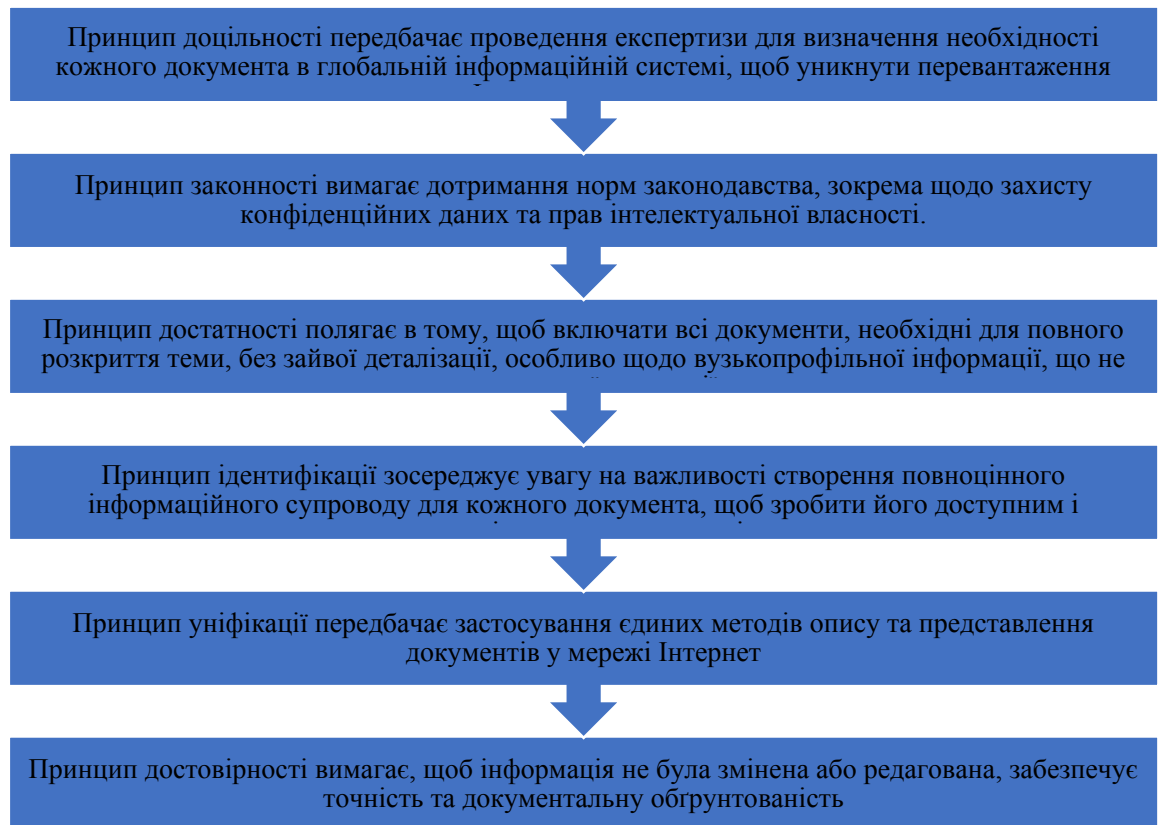 Принцип доцільності передбачає проведення експертизи для визначення необхідності
кожного документа в глобальній інформаційній системі, щоб уникнути перевантаження
Принцип законності вимагає дотримання норм законодавства, зокрема щодо захисту
конфіденційних даних та прав інтелектуальної власності.
Принцип достатності полягає в тому, щоб включати всі документи, необхідні для повного
розкриття теми, без зайвої деталізації, особливо щодо вузькопрофільної інформації, що не
Принцип ідентифікації зосереджує увагу на важливості створення повноцінного
інформаційного супроводу для кожного документа, щоб зробити його доступним і
Принцип уніфікації передбачає застосування єдиних методів опису та представлення
документів у мережі Інтернет
Принцип достовірності вимагає, щоб інформація не була змінена або редагована, забезпечує
точність та документальну обґрунтованість